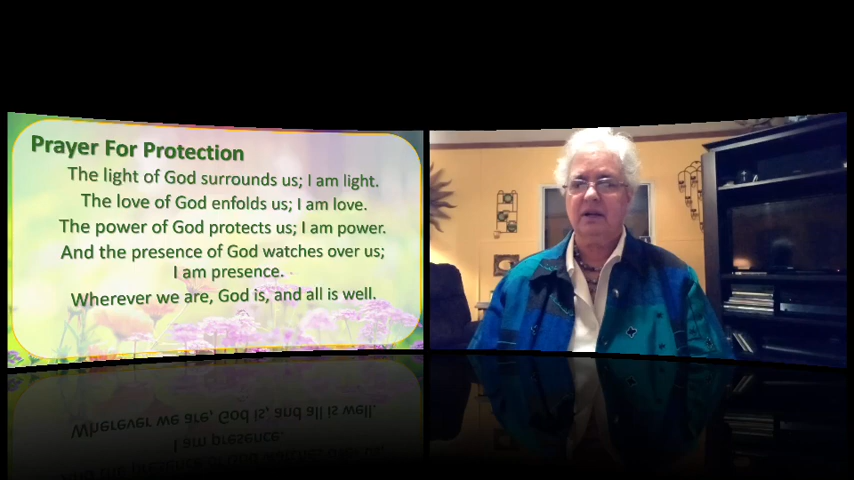 Prayer For Protection
The light of God surrounds us; I am light.
The love of God enfolds us; I am love.
The power of God protects us; I am power.
And the presence of God watches over us;
I am presence.
Wherever we are, God is, and all is well.